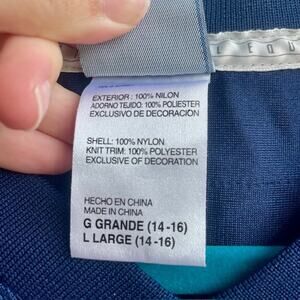 EXTERIOR: 100% NILON
ADORNO TEJIDO: 100% POLIESTER
EXCLUSIVO DE DECORACIÓN
SHELL: 100% NYLON
KNIT TRIM: 100% POLYESTER
EXCLUSIVE OF DECORATION
HECHO EN CHINA
MADE IN CHINA
G GRANDE (14-16)
L LARGE (14-16)